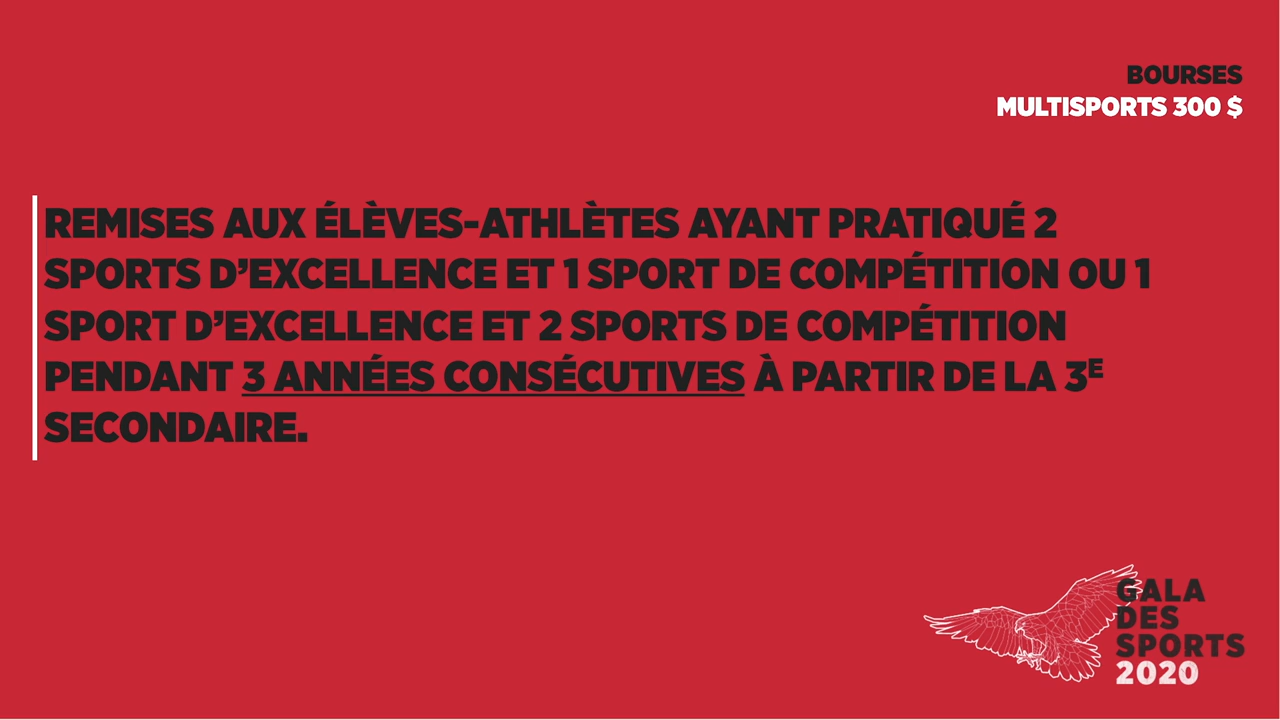 BOURSES
MULTISPORTS 300 $
REMISES AUX ÉLÈVES-ATHLÈTES AYANT PRATIQUÉ 2
SPORTS D’EXCELLENCE ET 1 SPORT DE COMPÉTITION OU 1
SPORT D’EXCELLENCE ET 2 SPORTS DE COMPÉTITION
PENDANT 3 ANNÉES CONSÉCUTIVES À PARTIR DE LA 3E
SECONDAIRE.
GALA
DES
SPORTS
2020